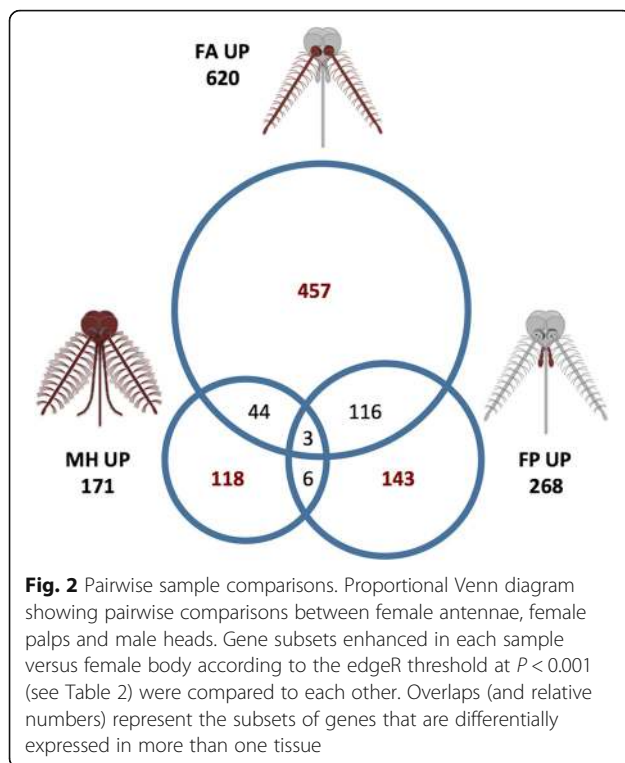 FA UP
620
457
MH UP
171
44
116
3
118
6
143
FP UP
268
Fig. 2 Pairwise sample comparisons. Proportional Venn diagram
showing pairwise comparisons between female antennae, female
palps and male heads. Gene subsets enhanced in each sample
versus female body according to the edgeR threshold at P < 0.001
(see Table 2) were compared to each other. Overlaps (and relative
numbers) represent the subsets of genes that are differentially
expressed in more than one tissue